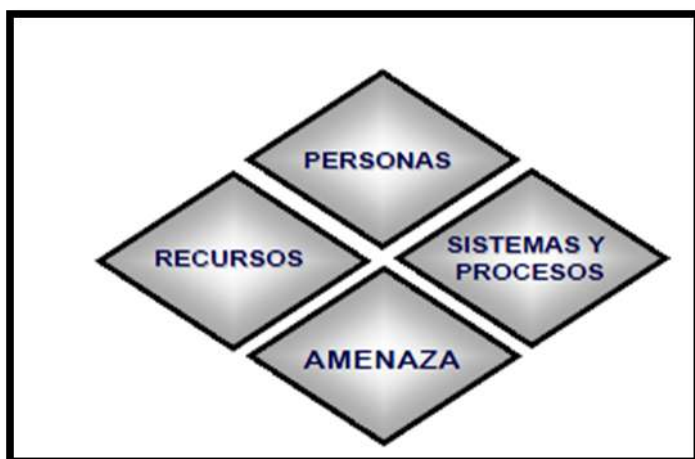 PERSONAS
RECURSOS
SISTEMAS Y
PROCESOS
AMENAZA